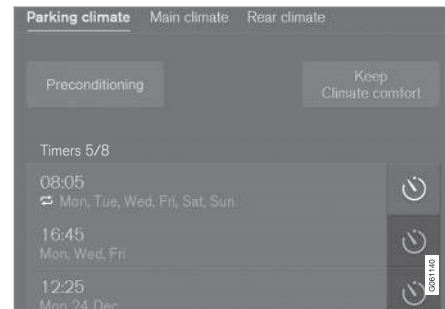 Parking climate Main climate Rear climate
Preconditioning
Keep
Climate comfort
Timers 5/8
08:05
Mon, Tue, Wed, Fri, Sat, Sun
16:45
Mon, Wed, Fri
12:25
Mon 24 Dec
G061140